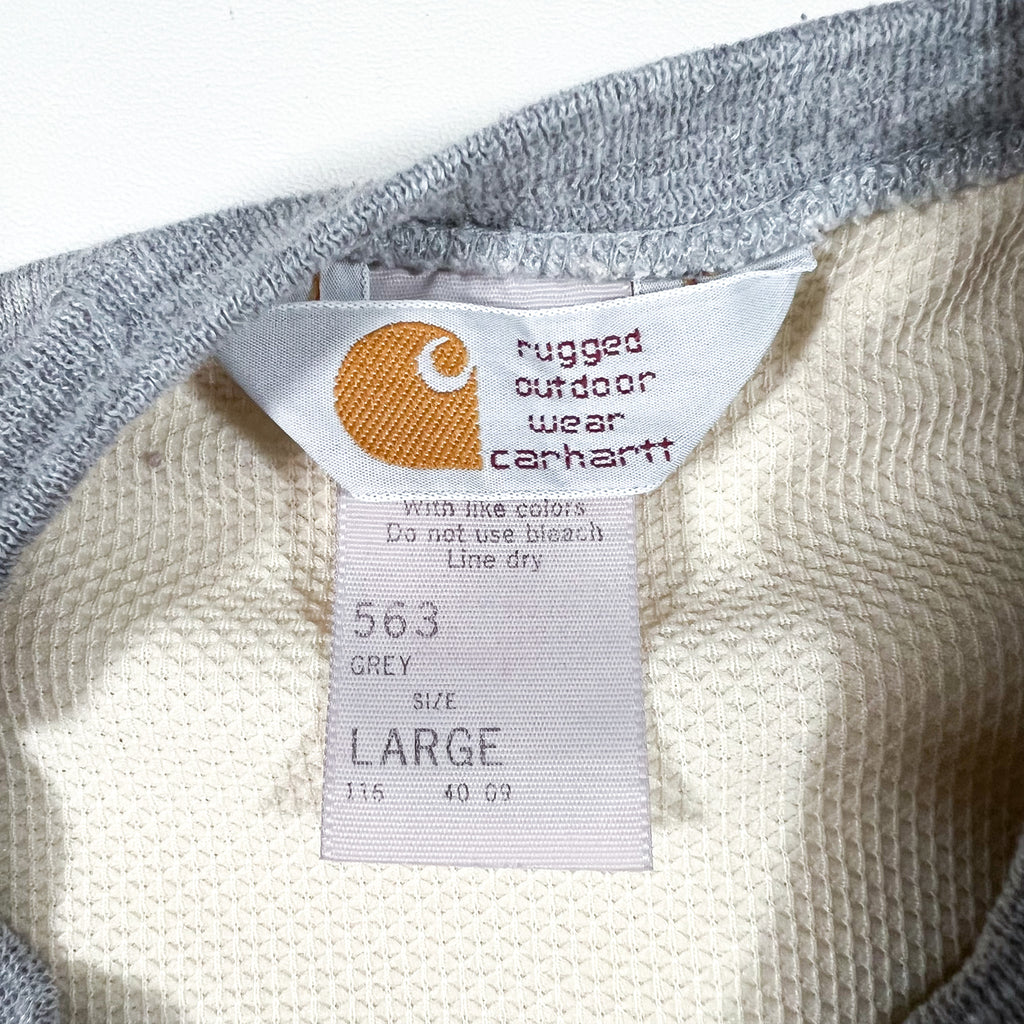 rugged
outdoor
wear
carhartt
With like colors
Do not use bleach
Line dry
563
GREY
SIZE
LARGE
115 40 09